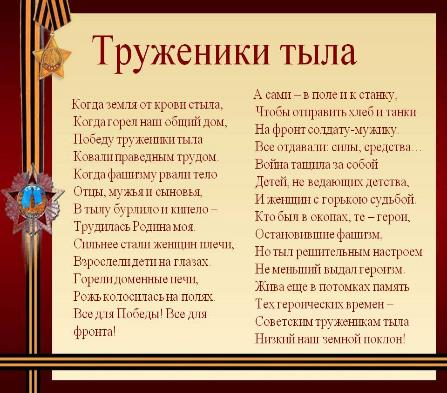 Труженики тыла
Когда земля от крови стыла,
Когда горел наш общий дом,
Победу труженики тыла
Ковали праведным трудом.
Когда фашизму рвали тело
Отцы, мужья и сыновья,
В тылу бурлило и кипело –
Трудилась Родина моя.
Сильнее стали женщин плечи,
Взрослели дети на глазах.
Горели доменные печи,
Рожь колосилась на полях.
Все для Победы! Все для
фронта!
А сами – в поле и к станку,
Чтобы отправить хлеб и танки
На фронт солдату-мужику.
Все отдавали: силы, средства…
Война тащила за собой
Детей, не ведающих детства,
И женщин с горькою судьбой.
Кто был в окопах, те – герои,
Остановившие фашизм,
Но тыл решительным настроем
Не меньший выдал героизм.
Жива еще в потомках память
Тех героических времен –
Советским труженикам тыла
Низкий наш земной поклон!